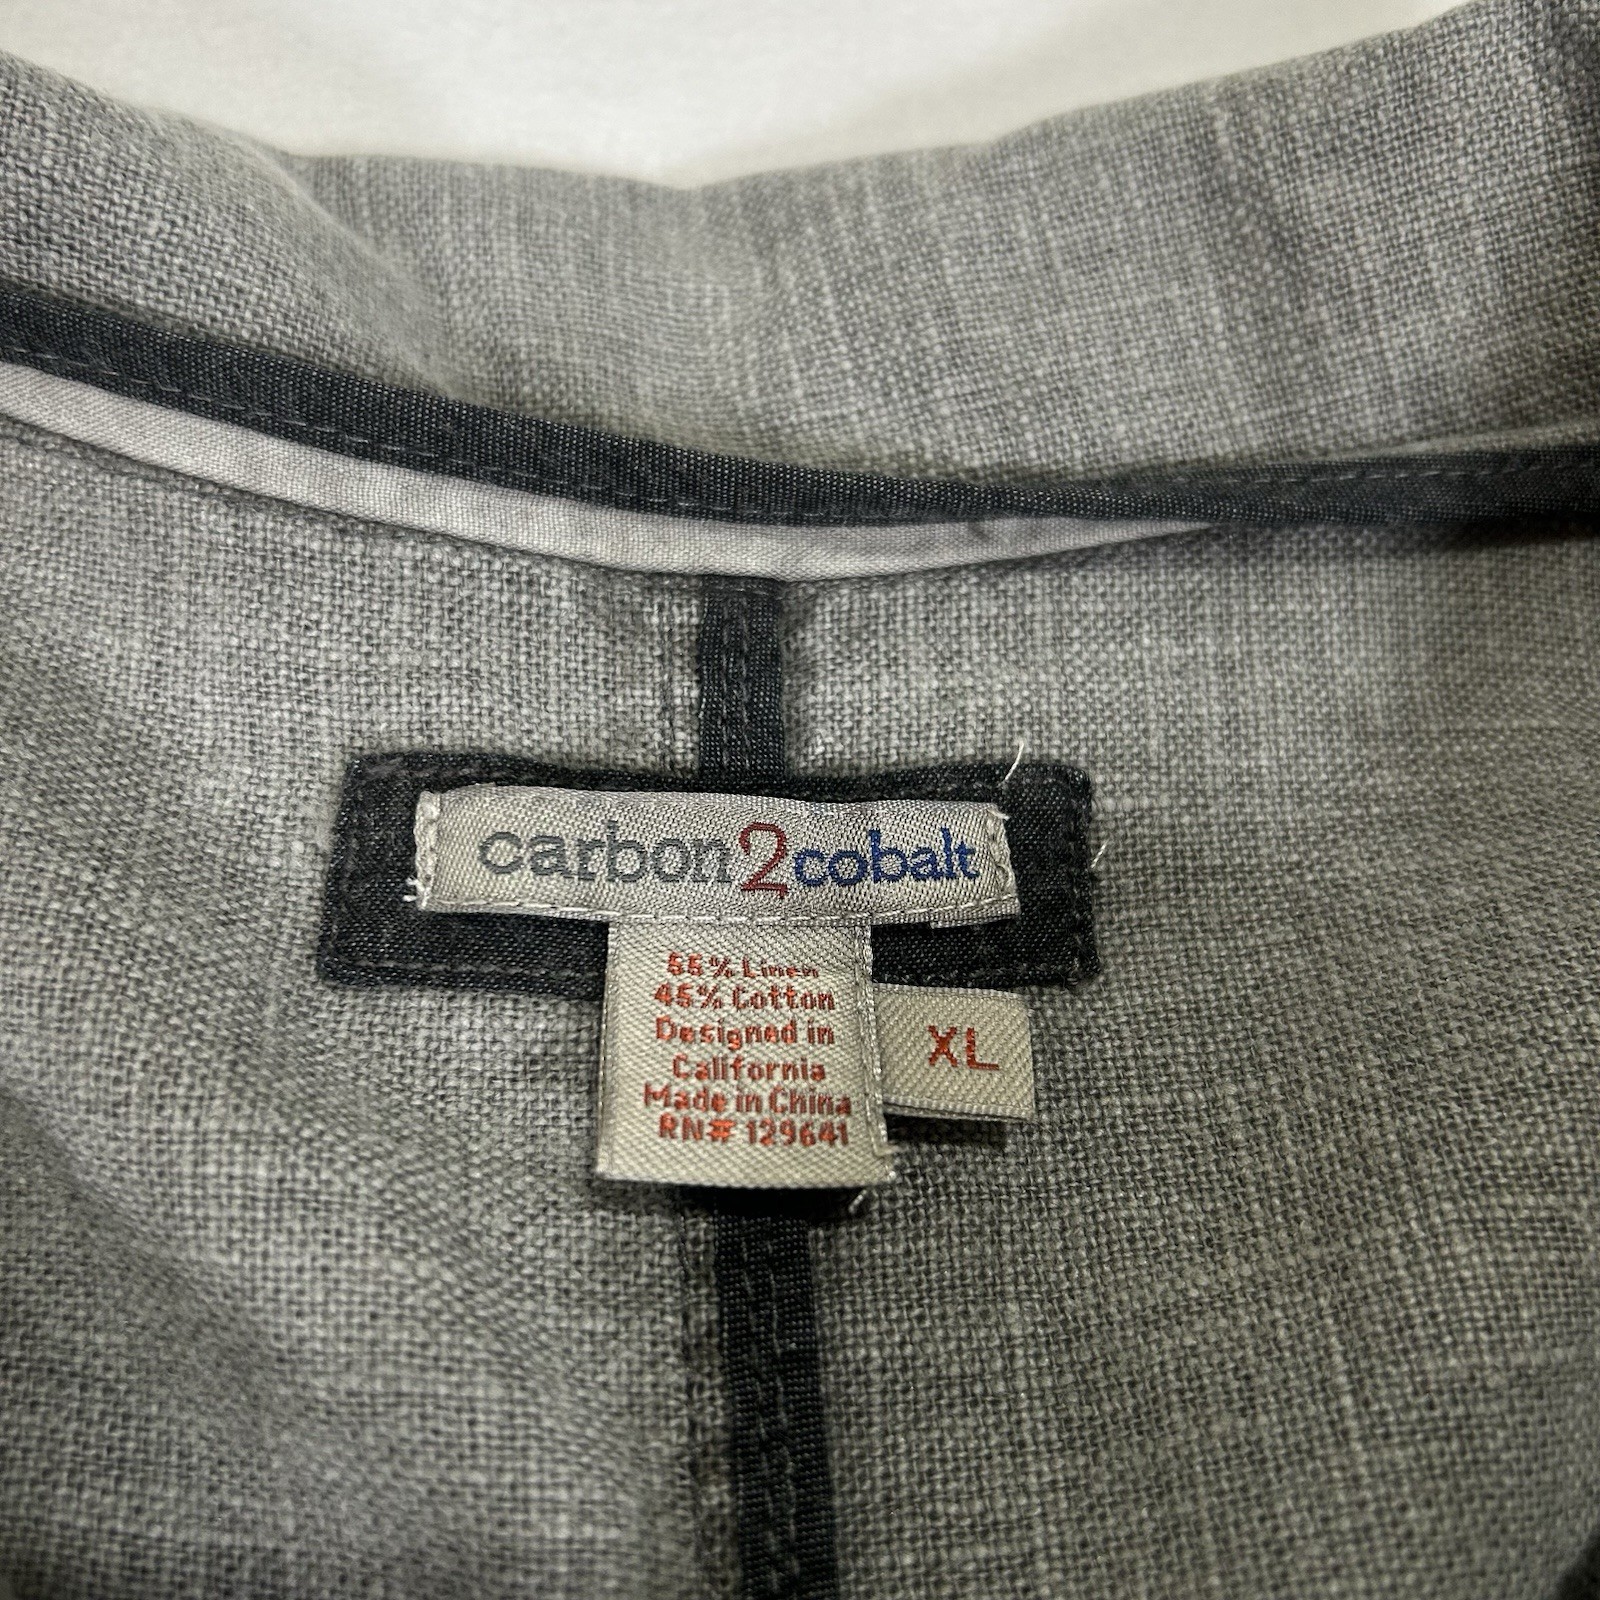 carbon2cobalt
55% Linen
45% Cotton
Designed in
California
Made in China
RN# 129641
XL